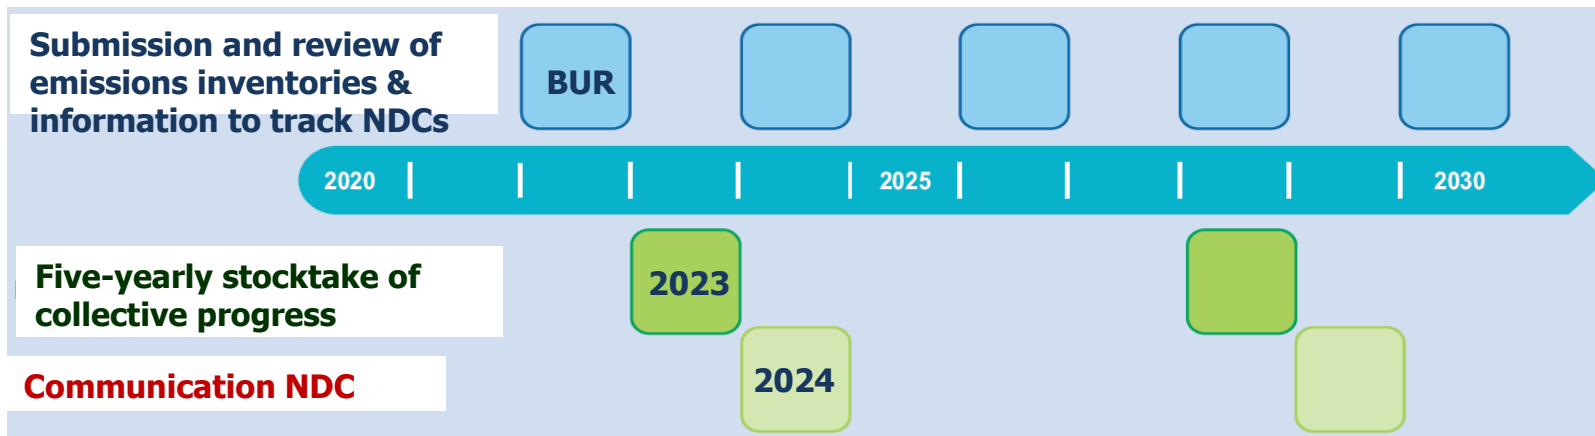 Submission and review of
emissions inventories &
information to track NDCs
BUR
2020
2025
2030
Five-yearly stocktake of
collective progress
2023
Communication NDC
2024